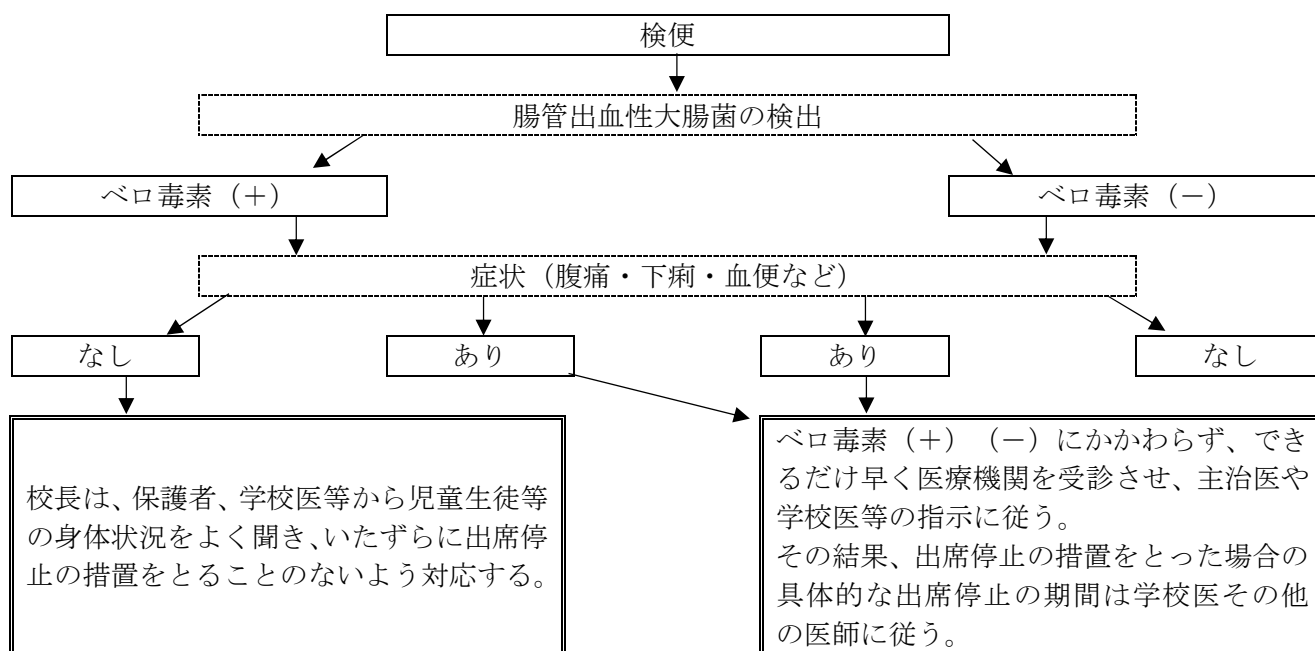 検便
腸管出血性大腸菌の検出
ベロ毒素（＋）
ベロ毒素（－）
症状（腹痛・下痢・血便など）
なし
あり
あり
なし
校長は、保護者、学校医等から児童生徒等
の身体状況をよく聞き、いたずらに出席停
止の措置をとることのないよう対応する。
ベロ毒素（＋）（－）にかかわらず、でき
るだけ早く医療機関を受診させ、主治医や
学校医等の指示に従う。
その結果、出席停止の措置をとった場合の
具体的な出席停止の期間は学校医その他
の医師に従う。